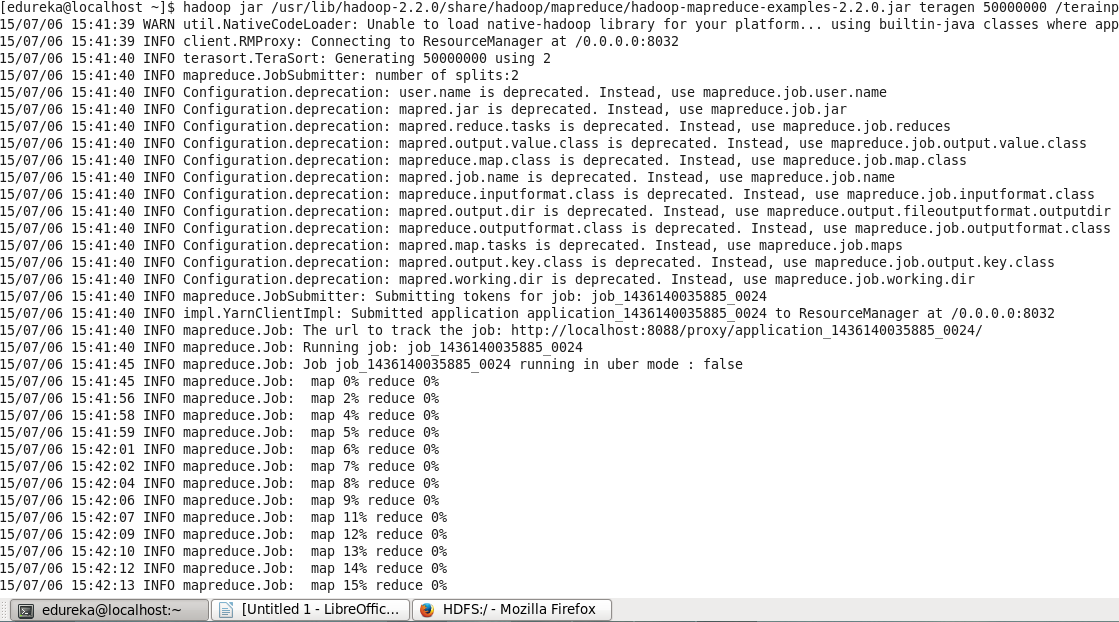 [edureka@localhost ~]$ hadoop jar /usr/lib/hadoop-2.2.0/share/hadoop/mapreduce/hadoop-mapreduce-examples-2.2.0.jar teragen 50000000 /terainp
15/07/06 15:41:39 WARN util.NativeCodeLoader: Unable to load native-hadoop library for your platform... using builtin-java classes where app
15/07/06 15:41:39 INFO client.RMProxy: Connecting to ResourceManager at /0.0.0.0:8032
15/07/06 15:41:40 INFO terasort.TeraSort: Generating 50000000 using 2
15/07/06 15:41:40 INFO mapreduce.JobSubmitter: number of splits:2
15/07/06 15:41:40 INFO Configuration.deprecation: user.name is deprecated. Instead, use mapreduce.job.user.name
15/07/06 15:41:40 INFO Configuration.deprecation: mapred.jar is deprecated. Instead, use mapreduce.job.jar
15/07/06 15:41:40 INFO Configuration.deprecation: mapred.reduce.tasks is deprecated. Instead, use mapreduce.job.reduces
15/07/06 15:41:40 INFO Configuration.deprecation: mapred.output.value.class is deprecated. Instead, use mapreduce.job.output.value.class
15/07/06 15:41:40 INFO Configuration.deprecation: mapreduce.map.class is deprecated. Instead, use mapreduce.job.map.class
15/07/06 15:41:40 INFO Configuration.deprecation: mapred.job.name is deprecated. Instead, use mapreduce.job.name
15/07/06 15:41:40 INFO Configuration.deprecation: mapreduce.inputformat.class is deprecated. Instead, use mapreduce.job.inputformat.class
15/07/06 15:41:40 INFO Configuration.deprecation: mapred.output.dir is deprecated. Instead, use mapreduce.output.fileoutputformat.outputdir
15/07/06 15:41:40 INFO Configuration.deprecation: mapreduce.outputformat.class is deprecated. Instead, use mapreduce.job.outputformat.class
15/07/06 15:41:40 INFO Configuration.deprecation: mapred.map.tasks is deprecated. Instead, use mapreduce.job.maps
15/07/06 15:41:40 INFO Configuration.deprecation: mapred.output.key.class is deprecated. Instead, use mapreduce.job.output.key.class
15/07/06 15:41:40 INFO Configuration.deprecation: mapred.working.dir is deprecated. Instead, use mapreduce.job.working.dir
15/07/06 15:41:40 INFO mapreduce.JobSubmitter: Submitting tokens for job: job_1436140035885_0024
15/07/06 15:41:40 INFO impl.YarnClientImpl: Submitted application application_1436140035885_0024 to ResourceManager at /0.0.0.0:8032
15/07/06 15:41:40 INFO mapreduce.Job: The url to track the job: http://localhost:8088/proxy/application_1436140035885_0024/
15/07/06 15:41:40 INFO mapreduce.Job: Running job: job_1436140035885_0024
15/07/06 15:41:45 INFO mapreduce.Job: Job job_1436140035885_0024 running in uber mode : false
15/07/06 15:41:45 INFO mapreduce.Job:  map 0% reduce 0%
15/07/06 15:41:56 INFO mapreduce.Job:  map 2% reduce 0%
15/07/06 15:41:58 INFO mapreduce.Job:  map 4% reduce 0%
15/07/06 15:41:59 INFO mapreduce.Job:  map 5% reduce 0%
15/07/06 15:42:01 INFO mapreduce.Job:  map 6% reduce 0%
15/07/06 15:42:02 INFO mapreduce.Job:  map 7% reduce 0%
15/07/06 15:42:04 INFO mapreduce.Job:  map 8% reduce 0%
15/07/06 15:42:06 INFO mapreduce.Job:  map 9% reduce 0%
15/07/06 15:42:07 INFO mapreduce.Job:  map 11% reduce 0%
15/07/06 15:42:09 INFO mapreduce.Job:  map 12% reduce 0%
15/07/06 15:42:10 INFO mapreduce.Job:  map 13% reduce 0%
15/07/06 15:42:12 INFO mapreduce.Job:  map 14% reduce 0%
15/07/06 15:42:13 INFO mapreduce.Job:  map 15% reduce 0%
edureka@localhost:~ [Untitled 1 - LibreOffic... HDFS:/ - Mozilla Firefox